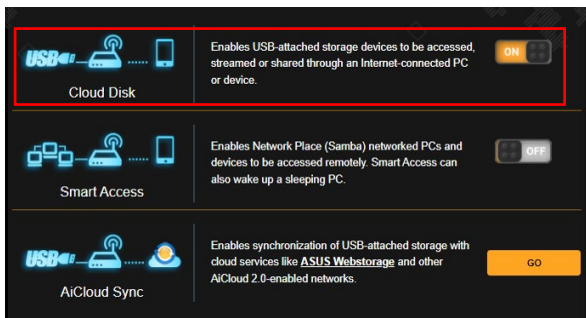 USB
Cloud Disk
Enables USB-attached storage devices to be accessed,
streamed or shared through an Internet-connected PC
or device.
ON
Smart Access
Enables Network Place (Samba) networked PCs and
devices to be accessed remotely. Smart Access can
also wake up a sleeping PC.
OFF
USB
AiCloud Sync
Enables synchronization of USB-attached storage with
cloud services like ASUS Webstorage and other
AiCloud 2.0-enabled networks.
GO